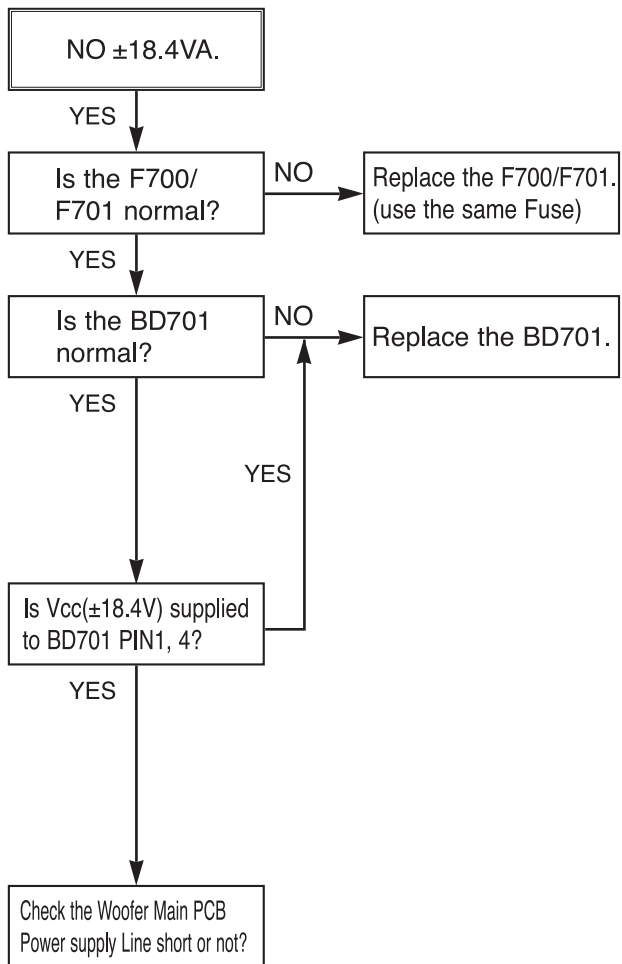 NO ±18.4VA.
YES
Is the F700/
F701 normal?
NO
Replace the F700/F701.
(use the same Fuse)
YES
Is the BD701
normal?
NO
Replace the BD701.
YES
YES
Is Vcc(±18.4V) supplied
to BD701 PIN1, 4?
YES
Check the Woofer Main PCB
Power supply Line short or not?